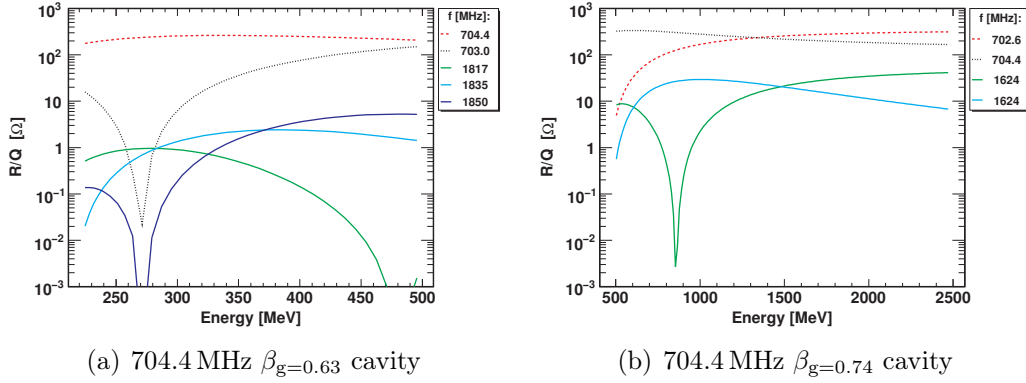 f [MHz]:
704.4
703.0
1817
1835
1850
R/Q [Ω]
10³
10²
10
1
10⁻¹
10⁻²
10⁻³
250 300 350 400 450 500
Energy [MeV]
(a) 704.4 MHz β_{g=0.63} cavity
f [MHz]:
702.6
704.4
1624
1624
R/Q [Ω]
10³
10²
10
1
10⁻¹
10⁻²
10⁻³
500 1000 1500 2000 2500
Energy [MeV]
(b) 704.4 MHz β_{g=0.74} cavity